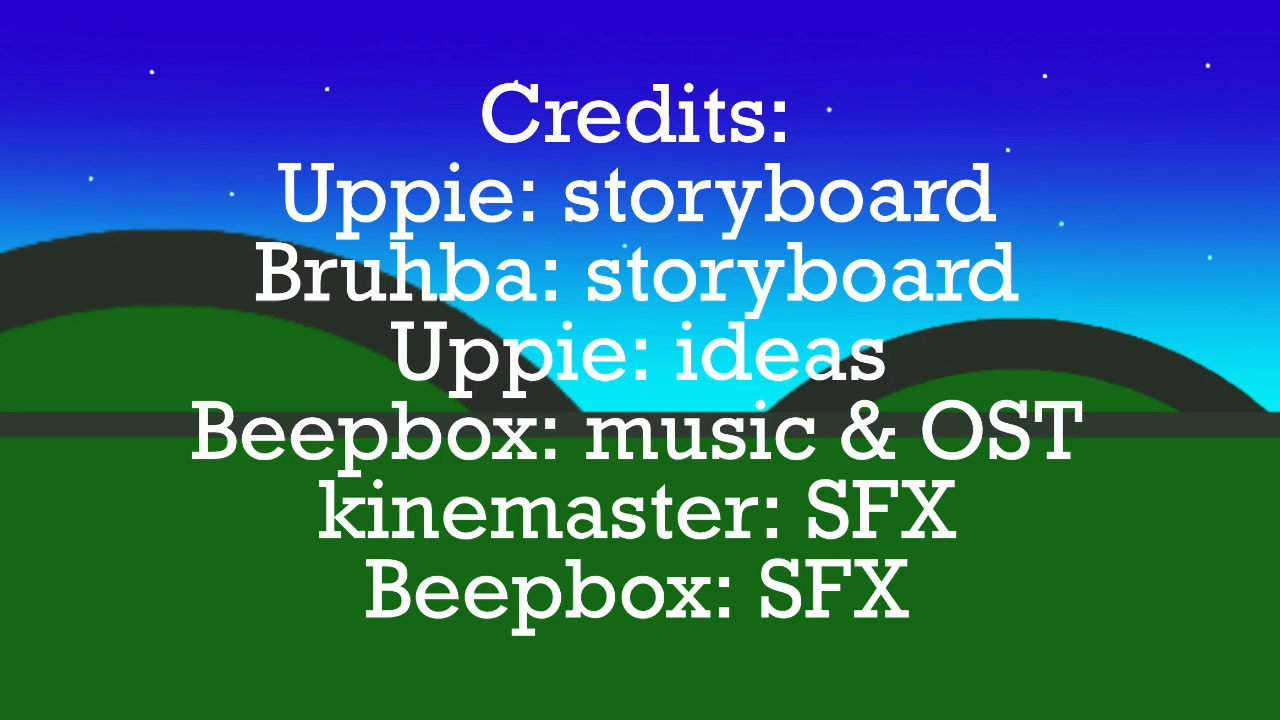 Credits:
Uppie: storyboard
Bruhba: storyboard
Uppie: ideas
Beepbox: music & OST
kinemaster: SFX
Beepbox: SFX